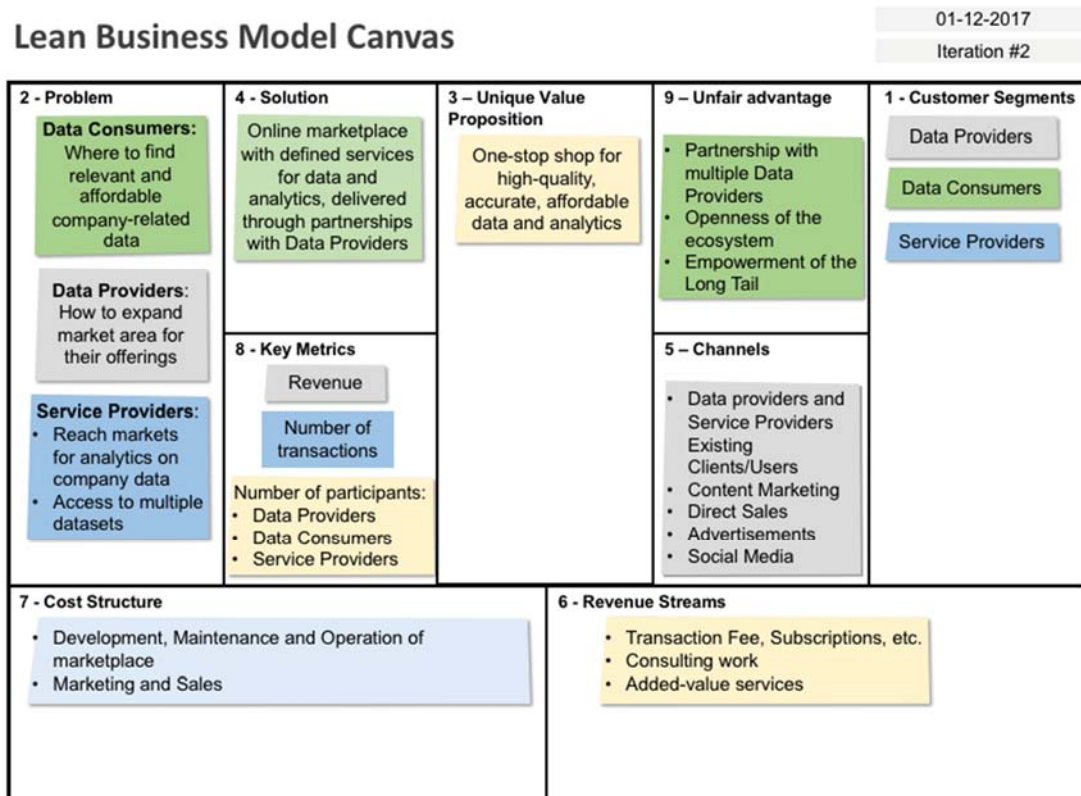 Lean Business Model Canvas
01-12-2017
Iteration #2
2 - Problem
Data Consumers:
Where to find
relevant and
affordable
company-related
data
Data Providers:
How to expand
market area for
their offerings
Service Providers:
• Reach markets
for analytics on
company data
• Access to multiple
datasets
4 - Solution
Online marketplace
with defined services
for data and
analytics, delivered
through partnerships
with Data Providers
8 - Key Metrics
Revenue
Number of
transactions
Number of participants:
• Data Providers
• Data Consumers
• Service Providers
3 – Unique Value
Proposition
One-stop shop for
high-quality,
accurate, affordable
data and analytics
9 – Unfair advantage
• Partnership with
multiple Data
Providers
• Openness of the
ecosystem
• Empowerment of the
Long Tail
5 – Channels
• Data providers and
Service Providers
Existing
Clients/Users
• Content Marketing
• Direct Sales
• Advertisements
• Social Media
1 - Customer Segments
Data Providers
Data Consumers
Service Providers
7 - Cost Structure
• Development, Maintenance and Operation of
marketplace
• Marketing and Sales
6 - Revenue Streams
• Transaction Fee, Subscriptions, etc.
• Consulting work
• Added-value services